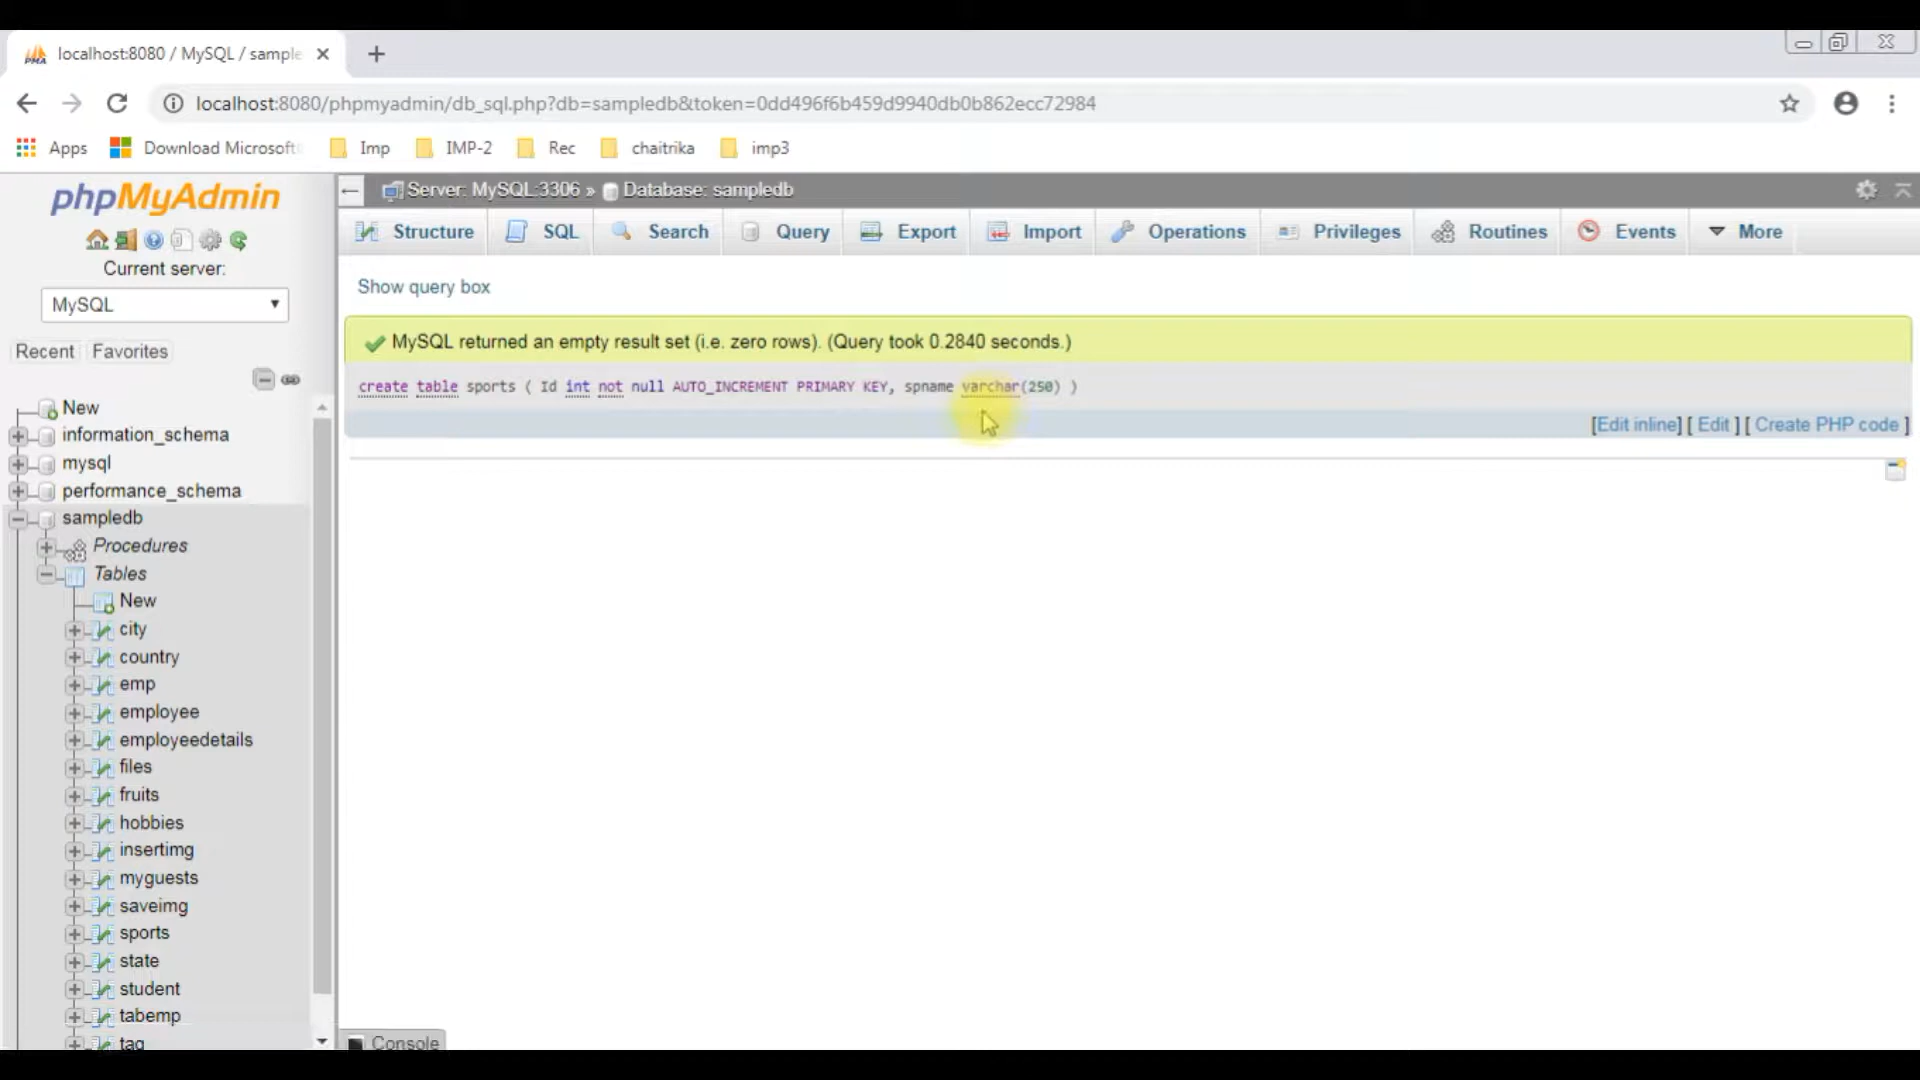 localhost:8080 / MySQL / sample
localhost:8080/phpmyadmin/db_sql.php?db=sampledb&token=0dd496f6b459d9940db0b862ecc72984
Apps Download Microsoft Imp IMP-2 Rec chaitrika imp3
phpMyAdmin
Current server:
MySQL
Recent Favorites
New
information_schema
mysql
performance_schema
sampledb
Procedures
Tables
New
city
country
emp
employee
employeedetails
files
fruits
hobbies
insertimg
myguests
saveimg
sports
state
student
tabemp
tag
Server: MySQL:3306 » Database: sampledb
Structure SQL Search Query Export Import Operations Privileges Routines Events More
Show query box
MySQL returned an empty result set (i.e. zero rows). (Query took 0.2840 seconds.)
create table sports ( Id int not null AUTO_INCREMENT PRIMARY KEY, spname varchar(250) )
[Edit inline] [ Edit ] [ Create PHP code ]
Console